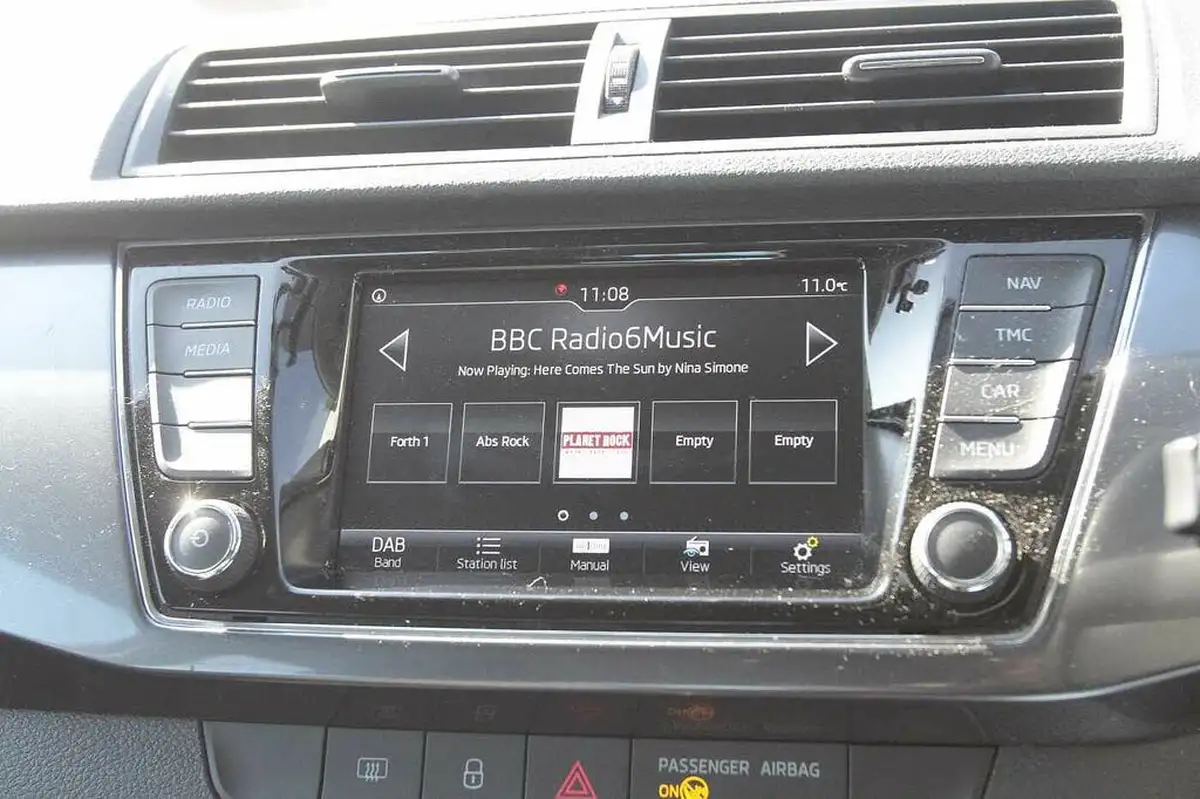 RADIO
MEDIA
NAV
TMC
CAR
MENU
11:08
11.0°C
BBC Radio6Music
Now Playing: Here Comes The Sun by Nina Simone
Forth 1
Abs Rock
PLANET ROCK
Empty
Empty
DAB
Band
Station list
Manual
View
Settings
PASSENGER AIRBAG
ON